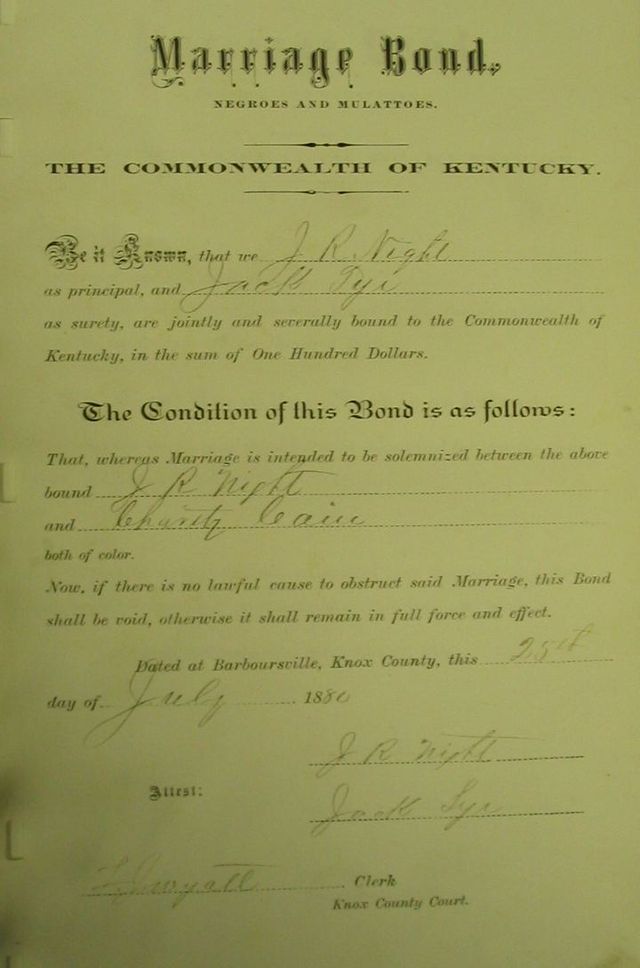 Marriage Bond.
NEGROES AND MULATTOES.
THE COMMONWEALTH OF KENTUCKY.
Be it Known, that we J R Night
as principal, and Jack
as surety, are jointly and severally bound to the Commonwealth of
Kentucky, in the sum of One Hundred Dollars.
The Condition of this Bond is as follows:
That, whereas Marriage is intended to be solemnized between the above
bound J R Night
and Charity Cain
both of color.
Now, if there is no lawful cause to obstruct said Marriage, this Bond
shall be void, otherwise it shall remain in full force and effect.
Dated at Barboursville, Knox County, this 25th
day of July 1880
J R Night
Attest:
Jack
Clerk
Knox County Court.